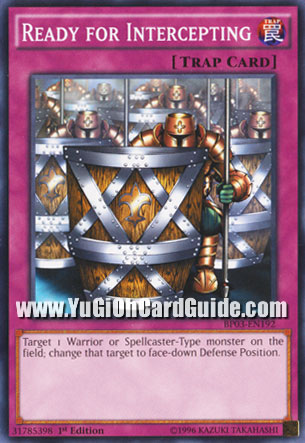 READY FOR INTERCEPTING
TRAP
罠
[TRAP CARD]
www.YuGiOhCardGuide.com
BP03-EN192
Target 1 Warrior or Spellcaster-Type monster on
the field; change that target to face-down Defense Position.
31785398
1st Edition
©1996 KAZUKI TAKAHASHI